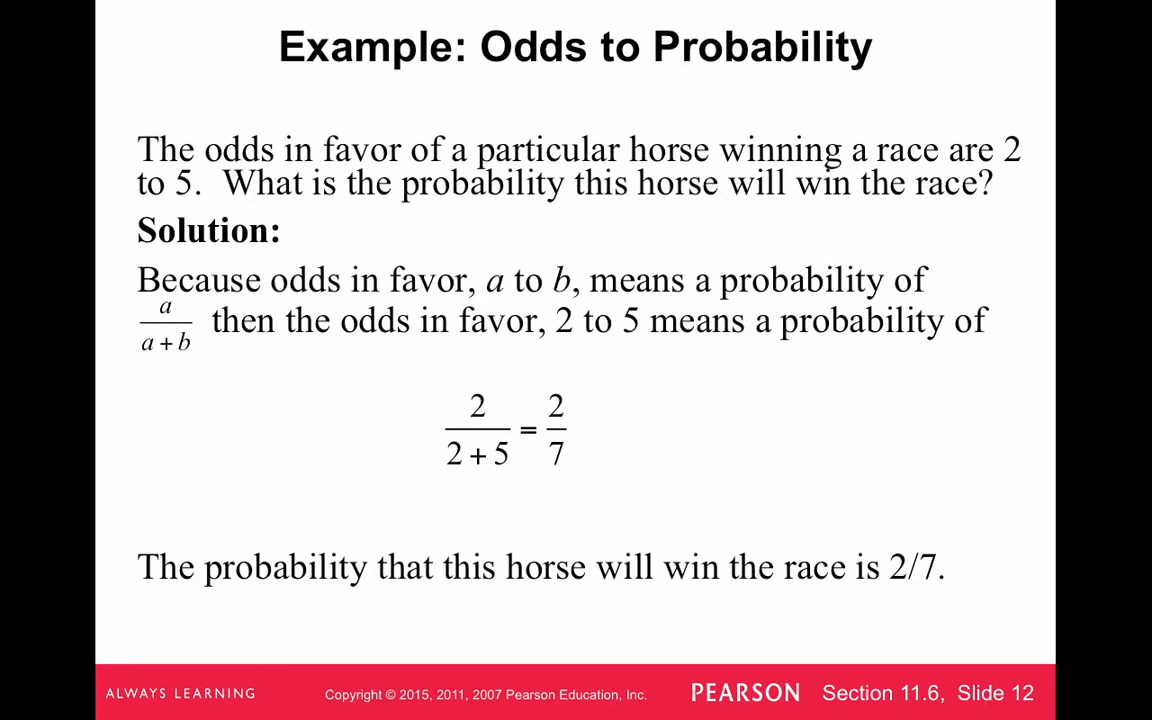 Example: Odds to Probability
The odds in favor of a particular horse winning a race are 2
to 5.  What is the probability this horse will win the race?
Solution:
Because odds in favor, a to b, means a probability of
a/(a + b) then the odds in favor, 2 to 5 means a probability of
2/(2 + 5) = 2/7
The probability that this horse will win the race is 2/7.
ALWAYS LEARNING Copyright © 2015, 2011, 2007 Pearson Education, Inc. PEARSON Section 11.6, Slide 12